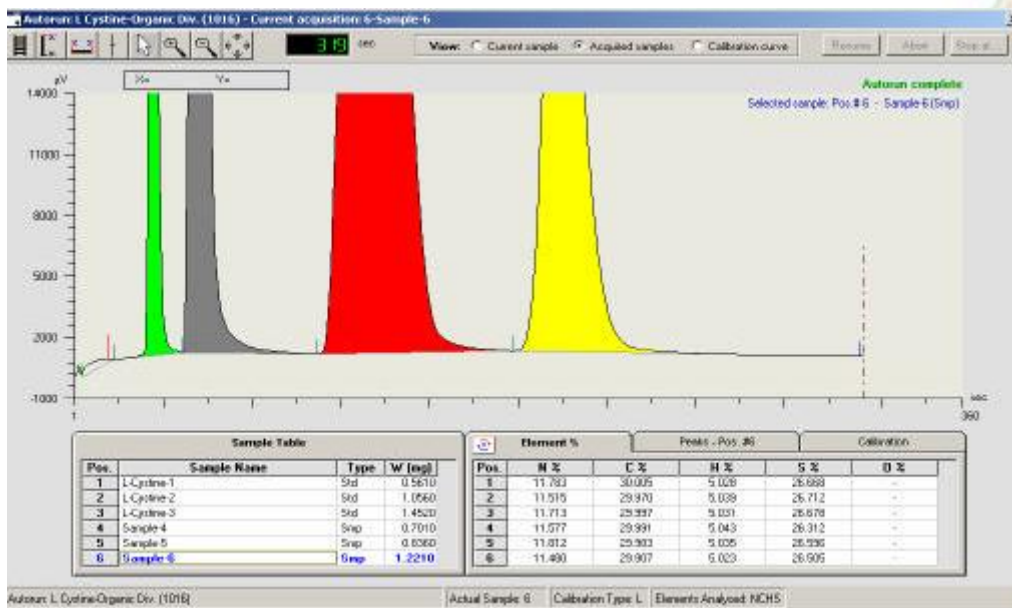 Autorun: L Cystine-Organic Div. (1016) - Current acquisition: 6-Sample-6
319 sec View: Current sample Acquired samples Calibration curve Resume Abort Stop at...
X= Y=
µV
14000
11000
8000
5000
2000
-1000
Autorun complete
Selected sample: Pos.# 6 - Sample-6 (Smp)
1
sec
360
Sample Table
Pos. Sample Name Type W (mg)
1 L-Cystine-1 Std 0.5610
2 L-Cystine-2 Std 1.0560
3 L-Cystine-3 Std 1.4520
4 Sample-4 Smp 0.7010
5 Sample-5 Smp 0.8360
6 Sample-6 Smp 1.2210
Element % Peaks - Pos. #6 Calibration
Pos. N % C % H % S % O %
1 11.783 30.005 5.028 26.668 -
2 11.515 29.970 5.039 26.712 -
3 11.713 29.997 5.031 26.678 -
4 11.577 29.991 5.043 26.312 -
5 11.812 29.983 5.035 -
6 11.480 29.907 5.023 26.505 -
Autorun: L Cystine-Organic Div. (1016) Actual Sample: 6 Calibration Type: L Elements Analysed: NCHS